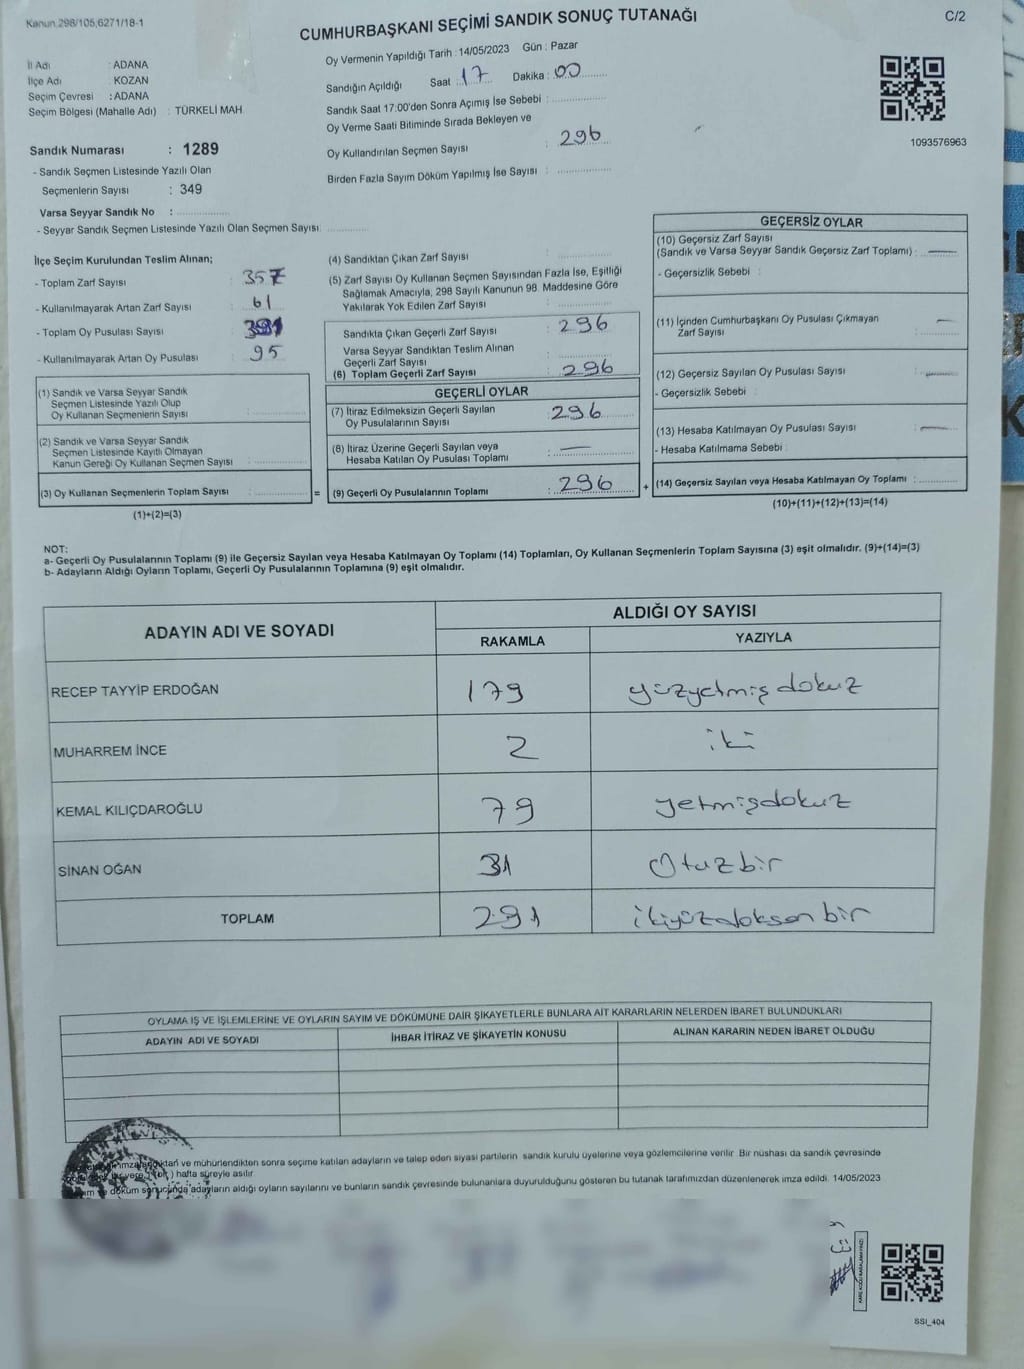 Kanun 298/105,6271/18-1
CUMHURBAŞKANI SEÇİMİ SANDIK SONUÇ TUTANAĞI
C/2
İl Adı : ADANA
İlçe Adı : KOZAN
Seçim Çevresi : ADANA
Seçim Bölgesi (Mahalle Adı) : TÜRKELİ MAH
Oy Vermenin Yapıldığı Tarih : 14/05/2023 Gün : Pazar
Sandığın Açıldığı Saat : 17 Dakika : 00
Sandık Saat 17:00'den Sonra Açımış İse Sebebi :
Oy Verme Saati Bitiminde Sırada Bekleyen ve
Oy Kullandırılan Seçmen Sayısı : 296
Birden Fazla Sayım Döküm Yapılmış İse Sayısı :
1093576963
Sandık Numarası : 1289
- Sandık Seçmen Listesinde Yazılı Olan
Seçmenlerin Sayısı : 349
Varsa Seyyar Sandık No :
- Seyyar Sandık Seçmen Listesinde Yazılı Olan Seçmen Sayısı:
İlçe Seçim Kurulundan Teslim Alınan;
- Toplam Zarf Sayısı : 357
- Kullanılmayarak Artan Zarf Sayısı : 61
- Toplam Oy Pusulası Sayısı :
- Kullanılmayarak Artan Oy Pusulası : 95
(1) Sandık ve Varsa Seyyar Sandık
Seçmen Listesinde Yazılı Olup
Oy Kullanan Seçmenlerin Sayısı :
(2) Sandık ve Varsa Seyyar Sandık
Seçmen Listesinde Kayıtlı Olmayan
Kanun Gereği Oy Kullanan Seçmen Sayısı :
(3) Oy Kullanan Seçmenlerin Toplam Sayısı :
(1)+(2)=(3)
=
(4) Sandıktan Çıkan Zarf Sayısı :
(5) Zarf Sayısı Oy Kullanan Seçmen Sayısından Fazla İse, Eşitliği
Sağlamak Amacıyla, 298 Sayılı Kanunun 98. Maddesine Göre
Yakılarak Yok Edilen Zarf Sayısı :
Sandıkta Çıkan Geçerli Zarf Sayısı : 296
Varsa Seyyar Sandıktan Teslim Alınan
Geçerli Zarf Sayısı :
(6) Toplam Geçerli Zarf Sayısı : 296
GEÇERLİ OYLAR
(7) İtiraz Edilmeksizin Geçerli Sayılan
Oy Pusulalarının Sayısı : 296
(8) İtiraz Üzerine Geçerli Sayılan veya
Hesaba Katılan Oy Pusulası Toplamı : —
(9) Geçerli Oy Pusulalarının Toplamı : 296
+
GEÇERSİZ OYLAR
(10) Geçersiz Zarf Sayısı
(Sandık ve Varsa Seyyar Sandık Geçersiz Zarf Toplamı) : —
- Geçersizlik Sebebi :
(11) İçinden Cumhurbaşkanı Oy Pusulası Çıkmayan
Zarf Sayısı : —
(12) Geçersiz Sayılan Oy Pusulası Sayısı : —
- Geçersizlik Sebebi :
(13) Hesaba Katılmayan Oy Pusulası Sayısı : —
- Hesaba Katılmama Sebebi :
(14) Geçersiz Sayılan veya Hesaba Katılmayan Oy Toplamı :
(10)+(11)+(12)+(13)=(14)
NOT:
a- Geçerli Oy Pusulalarının Toplamı (9) ile Geçersiz Sayılan veya Hesaba Katılmayan Oy Toplamı (14) Toplamları, Oy Kullanan Seçmenlerin Toplam Sayısına (3) eşit olmalıdır. (9)+(14)=(3)
b- Adayların Aldığı Oyların Toplamı, Geçerli Oy Pusulalarının Toplamına (9) eşit olmalıdır.
ADAYIN ADI VE SOYADI
ALDIĞI OY SAYISI
RAKAMLA YAZIYLA
RECEP TAYYİP ERDOĞAN 179 yüzyetmiş dokuz
MUHARREM İNCE 2 iki
KEMAL KILIÇDAROĞLU 79 yetmişdokuz
SİNAN OĞAN 31 Otuzbir
TOPLAM 291 ikiyüzdoksan bir
OYLAMA İŞ VE İŞLEMLERİNE VE OYLARIN SAYIM VE DÖKÜMÜNE DAİR ŞİKAYETLERLE BUNLARA AİT KARARLARIN NELERDEN İBARET BULUNDUKLARI
ADAYIN ADI VE SOYADI İHBAR İTİRAZ VE ŞİKAYETİN KONUSU ALINAN KARARIN NEDEN İBARET OLDUĞU
ve mühürlendikten sonra seçime katılan adayların ve talep eden siyasi partilerin sandık kurulu üyelerine veya gözlemcilerine verilir. Bir nüshası da sandık çevresinde
hafta süreyle asılır.
döküm sonucunda adayların aldığı oyların sayılarını ve bunların sandık çevresinde bulunanlara duyurulduğunu gösteren bu tutanak tarafımızdan düzenlenerek imza edildi. 14/05/2023
SSI_404